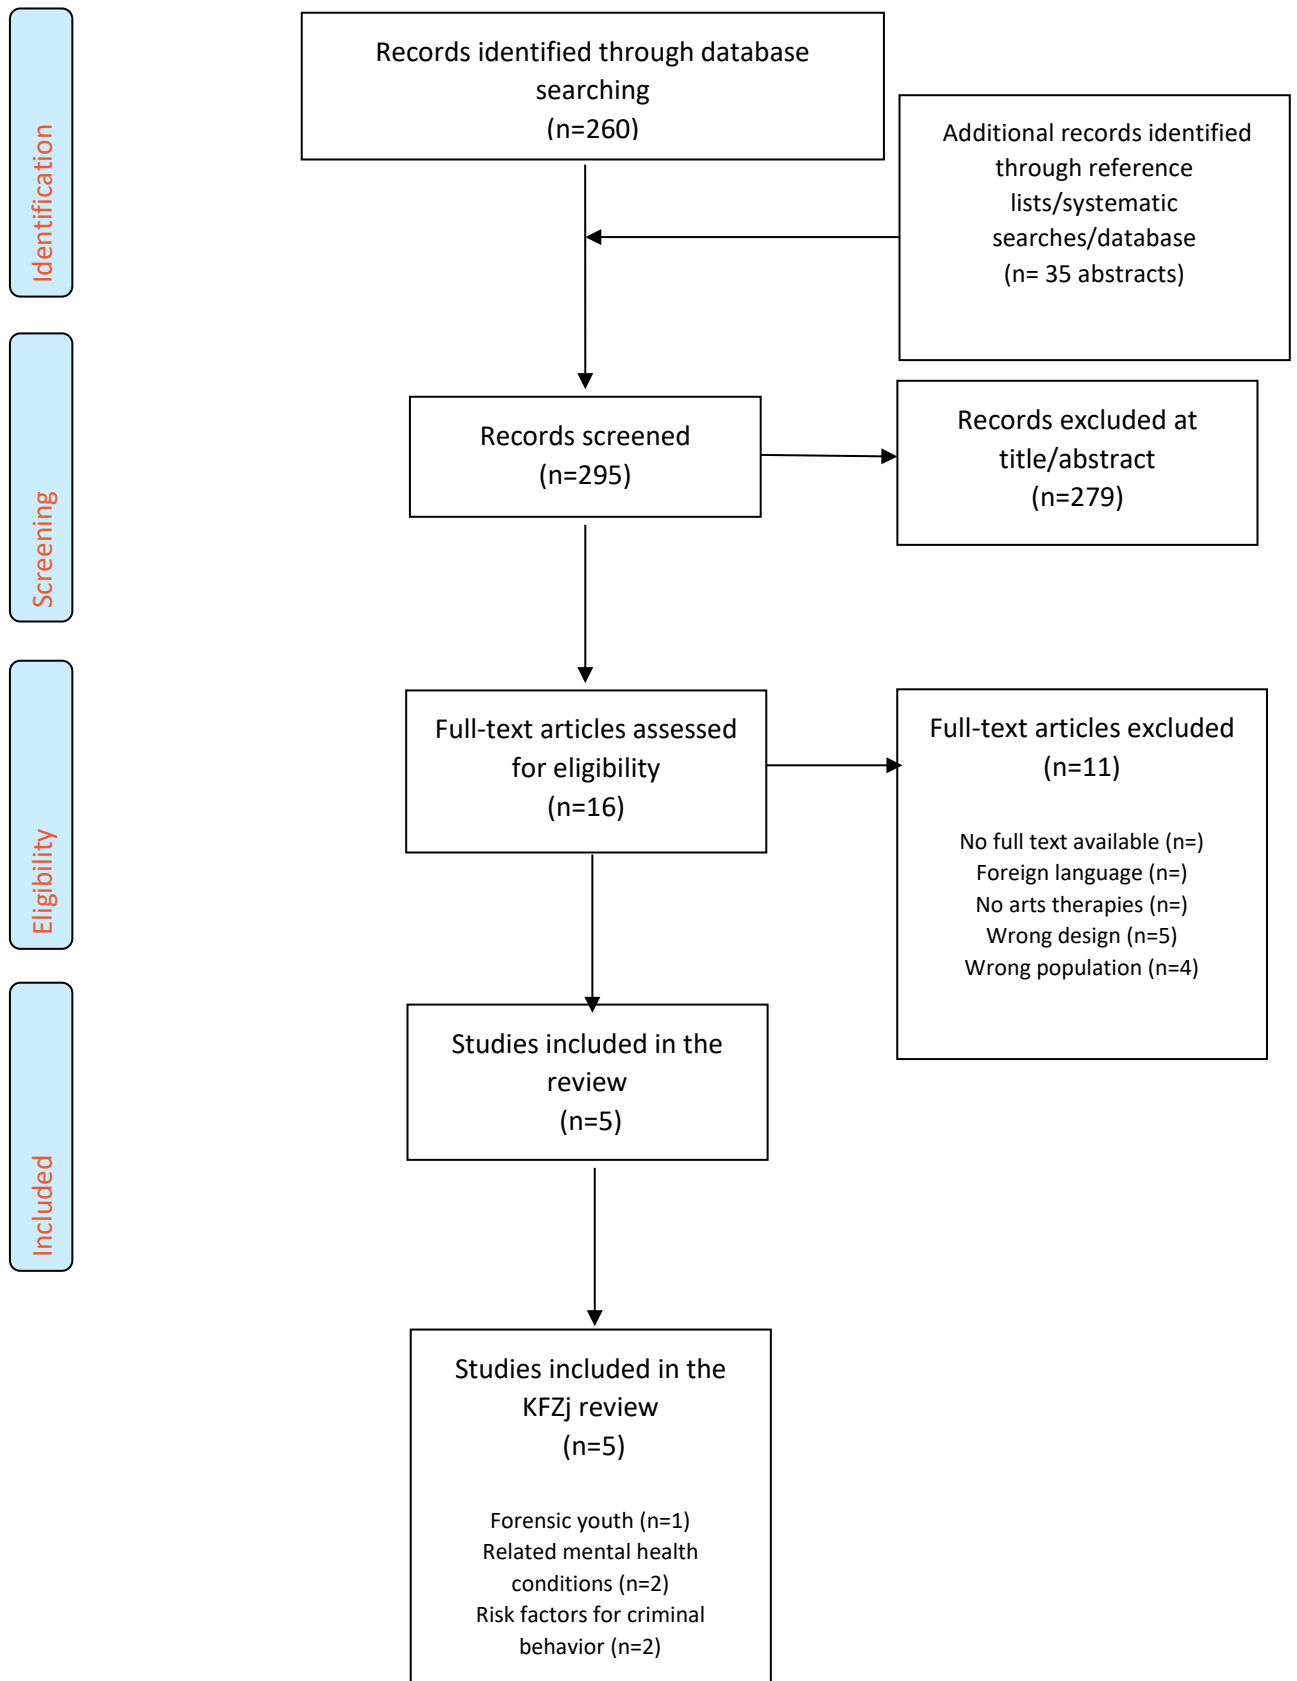 Identification
Records identified through database
searching
(n=260)
Additional records identified
through reference
lists/systematic
searches/database
(n= 35 abstracts)
Screening
Records screened
(n=295)
Records excluded at
title/abstract
(n=279)
Eligibility
Full-text articles assessed
for eligibility
(n=16)
Full-text articles excluded
(n=11)
No full text available (n=)
Foreign language (n=)
No arts therapies (n=)
Wrong design (n=5)
Wrong population (n=4)
Included
Studies included in the
review
(n=5)
Studies included in the
KFZj review
(n=5)
Forensic youth (n=1)
Related mental health
conditions (n=2)
Risk factors for criminal
behavior (n=2)